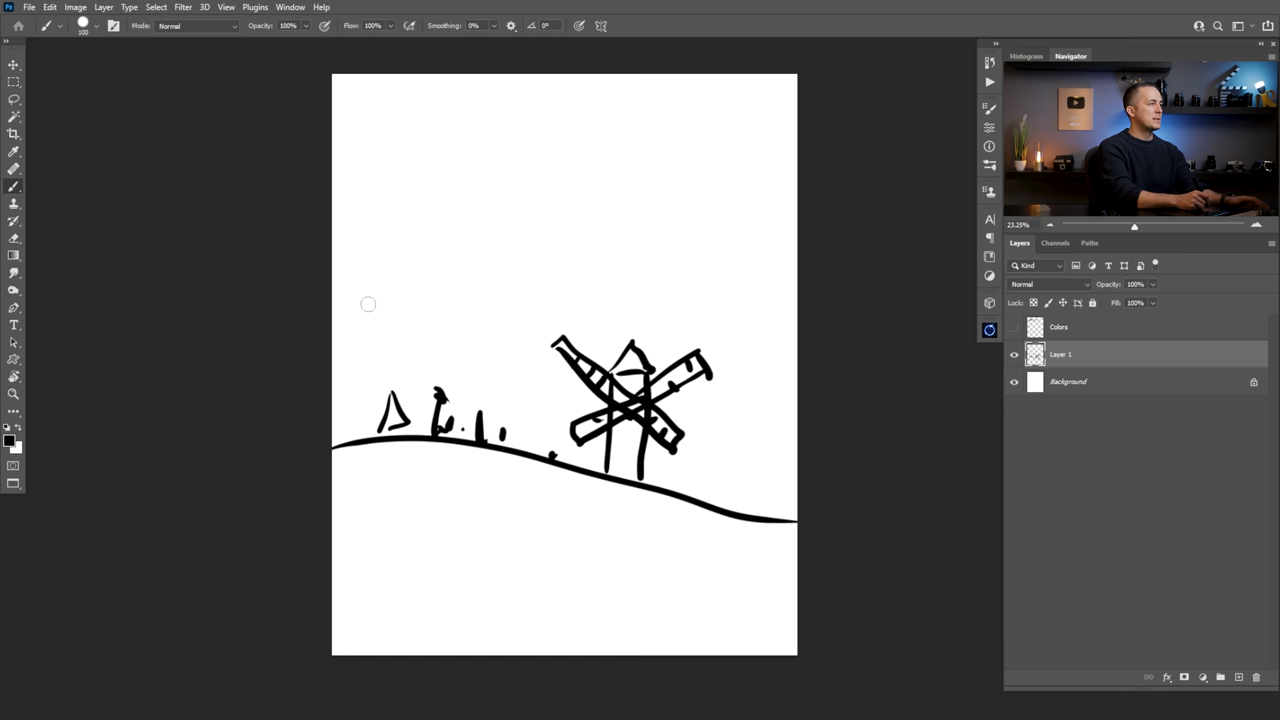 Ps File Edit Image Layer Type Select Filter 3D View Plugins Window Help
100 Mode: Normal Opacity: 100% Flow: 100% Smoothing: 0% 0°
Histogram Navigator
23.25%
Layers Channels Paths
Kind
Normal Opacity: 100%
Lock: Fill: 100%
Colors
Layer 1
Background